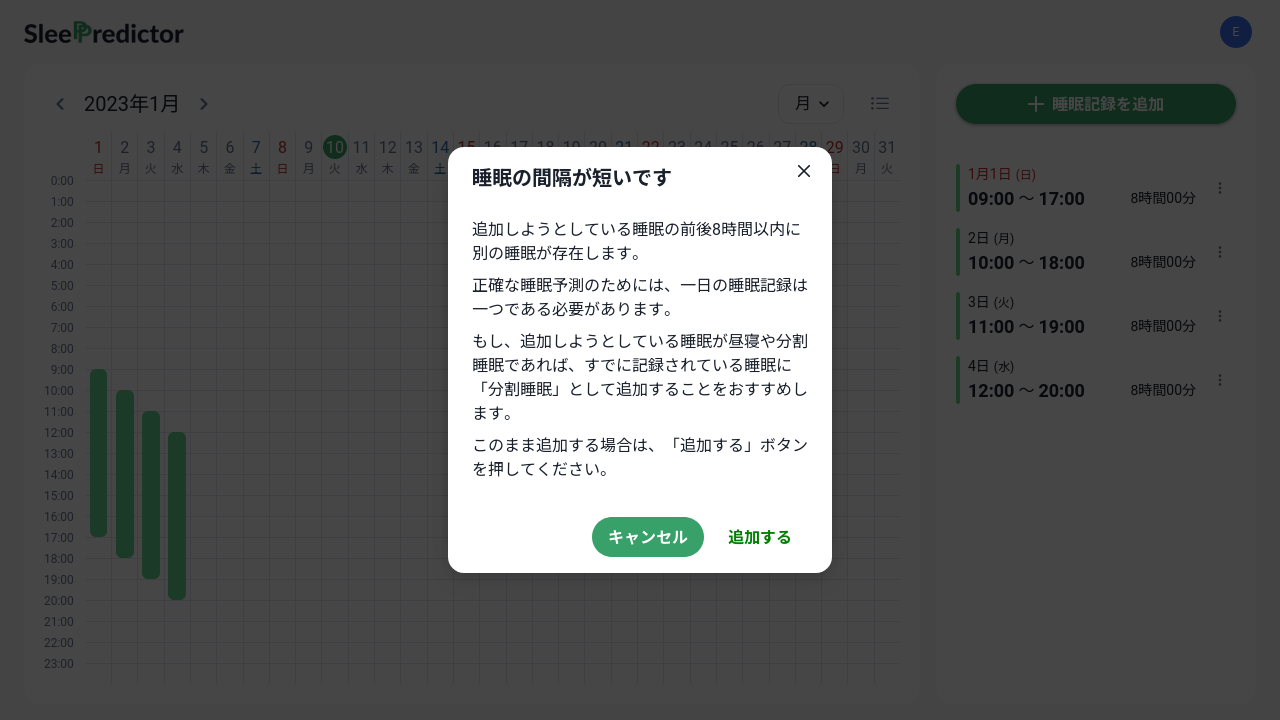 SleePredictor
E
2023年1月
月
睡眠記録を追加
1 2 3 4 5 6 7 8 9 10 11 12 13 14 15 16 17 18 19 20 21 22 23 24 25 26 27 28 29 30 31
日 月 火 水 木 金 土 日 月 火 水 木 金 土 日 月 火
0:00
1:00
2:00
3:00
4:00
5:00
6:00
7:00
8:00
9:00
10:00
11:00
12:00
13:00
14:00
15:00
16:00
17:00
18:00
19:00
20:00
21:00
22:00
23:00
睡眠の間隔が短いです
追加しようとしている睡眠の前後8時間以内に
別の睡眠が存在します。
正確な睡眠予測のためには、一日の睡眠記録は
一つである必要があります。
もし、追加しようとしている睡眠が昼寝や分割
睡眠であれば、すでに記録されている睡眠に
「分割睡眠」として追加することをおすすめし
ます。
このまま追加する場合は、「追加する」ボタン
を押してください。
キャンセル 追加する
1月1日 (日)
09:00 〜 17:00 8時間00分
2日 (月)
10:00 〜 18:00 8時間00分
3日 (火)
11:00 〜 19:00 8時間00分
4日 (水)
12:00 〜 20:00 8時間00分